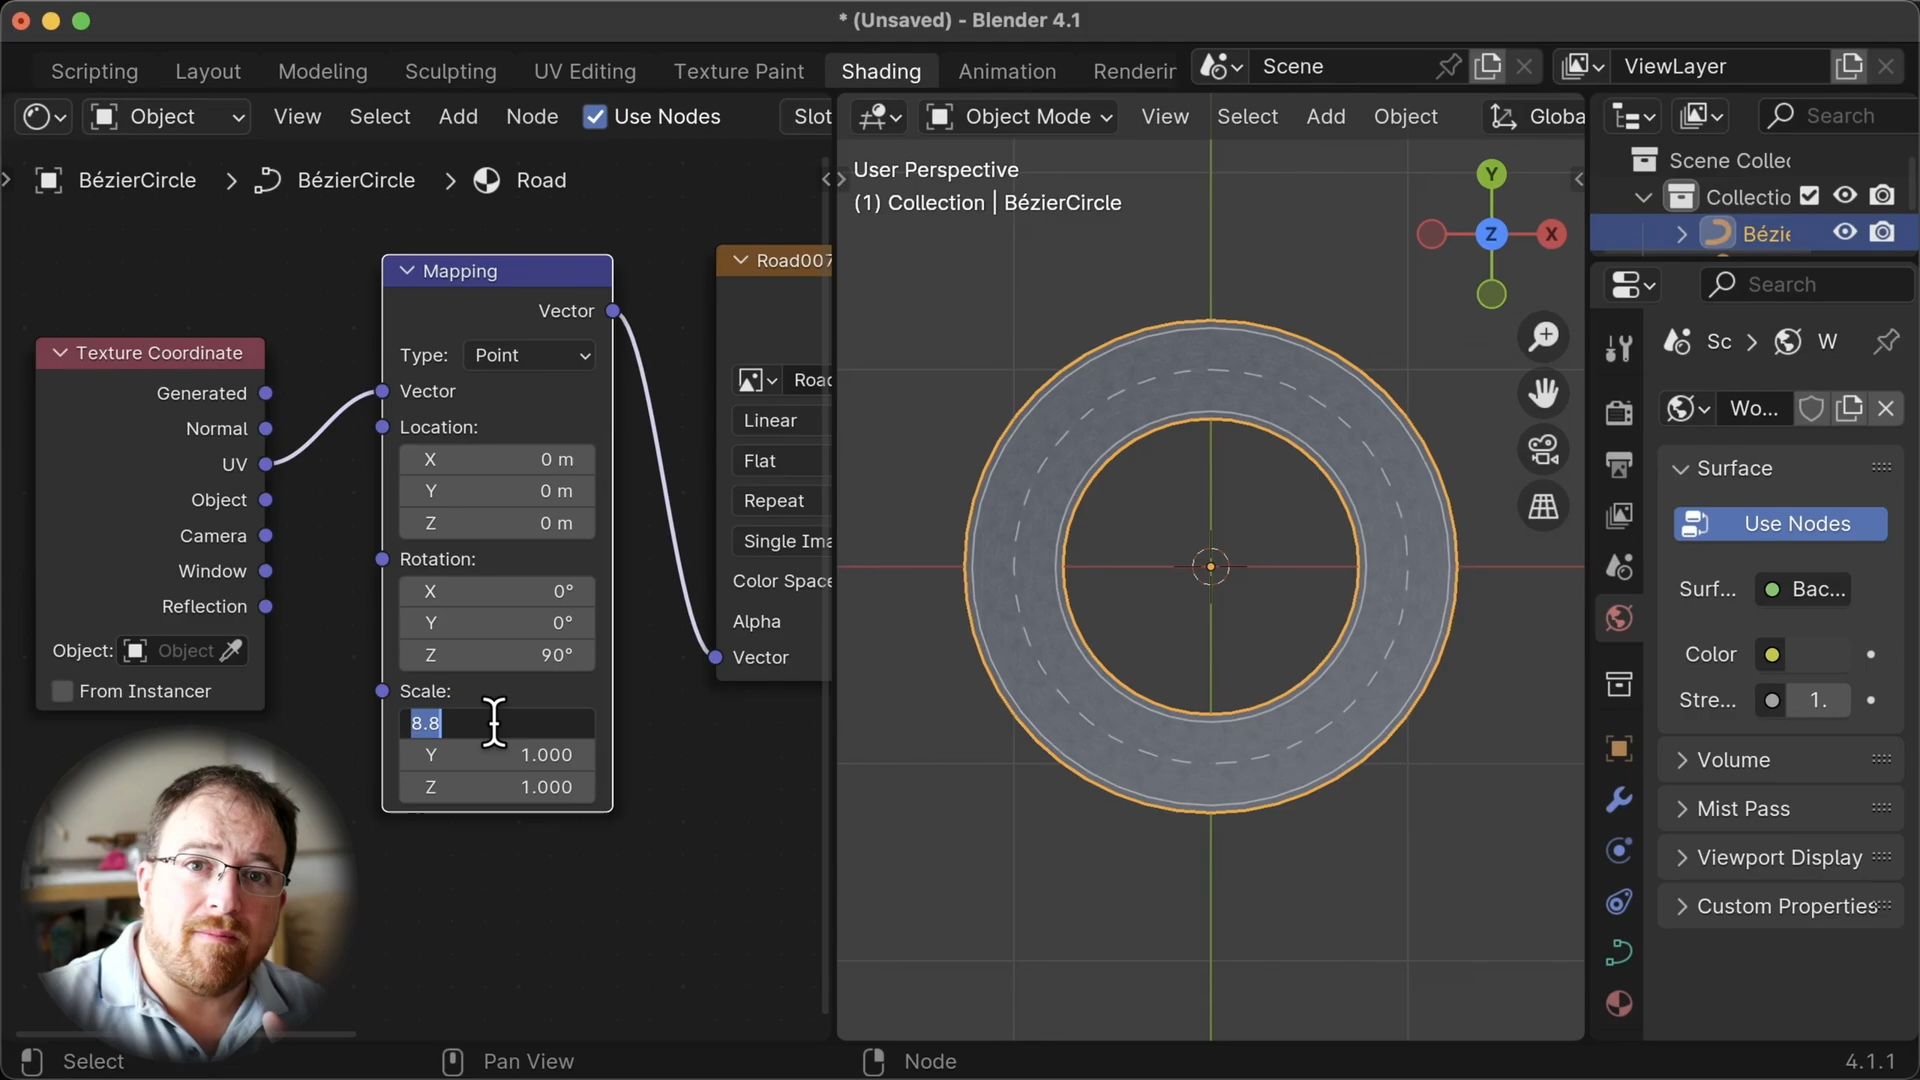 * (Unsaved) - Blender 4.1
Scripting Layout Modeling Sculpting UV Editing Texture Paint Shading Animation Renderir
Scene
ViewLayer
Object View Select Add Node Use Nodes Slot
Object Mode View Select Add Object Globa
Search
BézierCircle > BézierCircle > Road
User Perspective
(1) Collection | BézierCircle
Y
Z
X
Scene Collec
Collectio
Bézie
Search
Sc > W
Wo...
Surface
Use Nodes
Surf... Bac...
Color
Stre... 1.
Volume
Mist Pass
Viewport Display
Custom Properties
Texture Coordinate
Generated
Normal
UV
Object
Camera
Window
Reflection
Object: Object
From Instancer
Mapping
Vector
Type: Point
Vector
Location:
X 0 m
Y 0 m
Z 0 m
Rotation:
X 0°
Y 0°
Z 90°
Scale:
8.8
Y 1.000
Z 1.000
Road007
Road
Linear
Flat
Repeat
Single Ima
Color Space
Alpha
Vector
Select
Pan View
Node
4.1.1